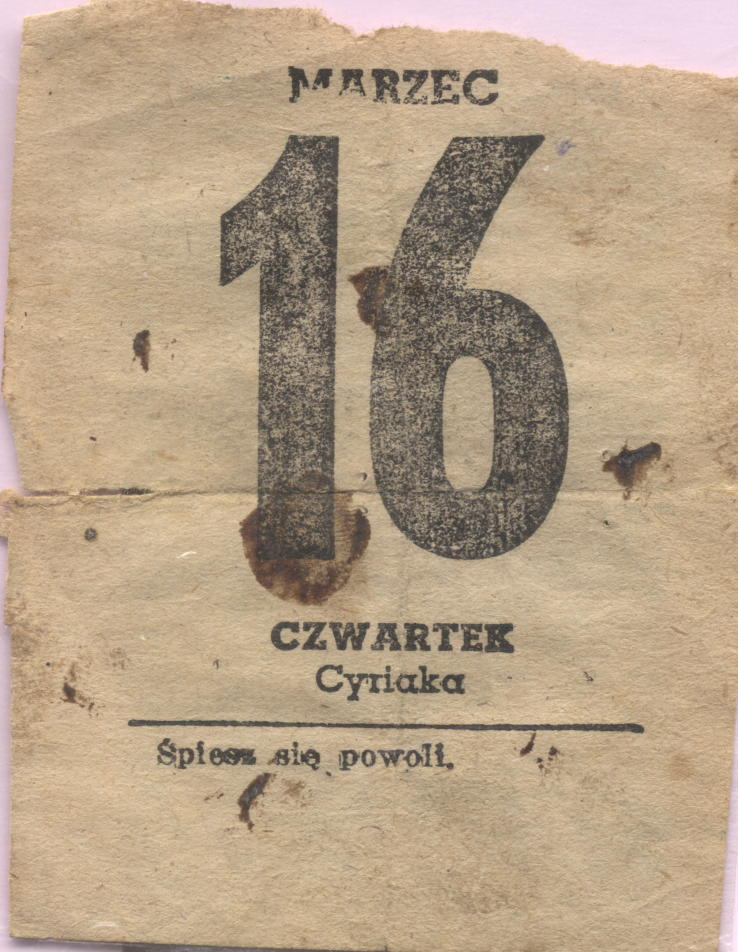 MARZEC
16
CZWARTEK
Cyriaka
Śpiesz się powoli.